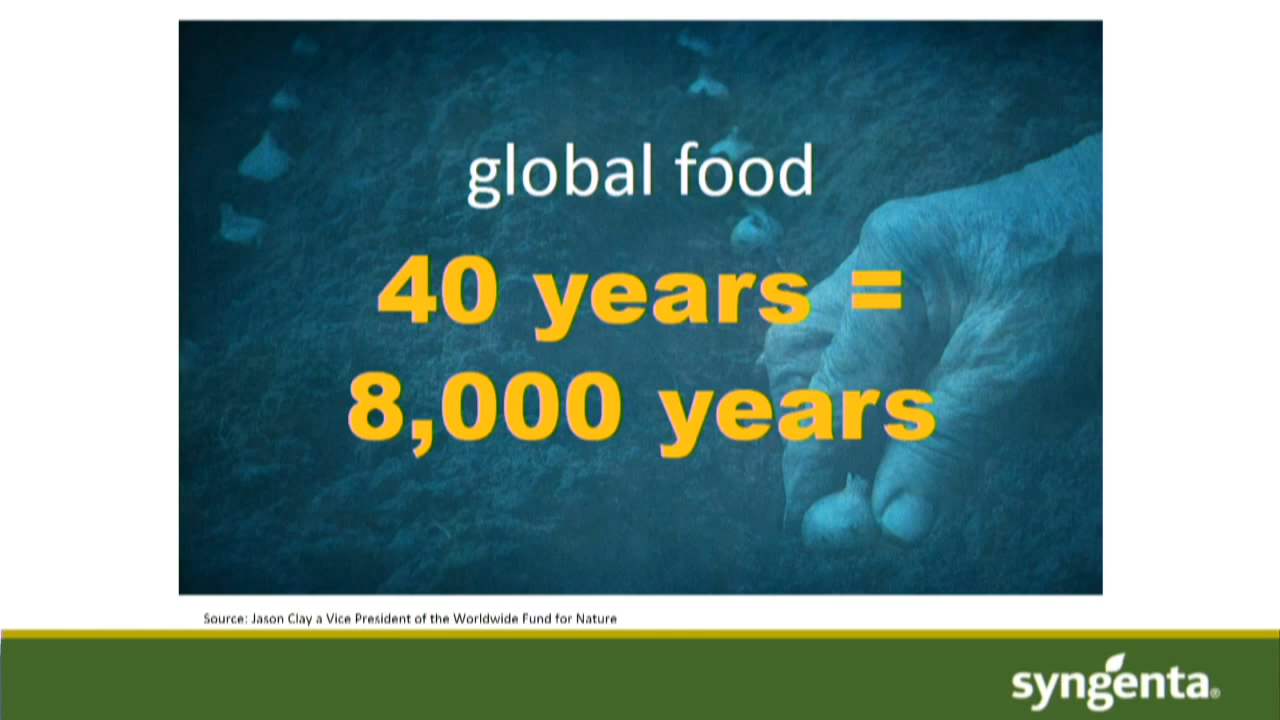 global food
40 years =
8,000 years
Source: Jason Clay a Vice President of the Worldwide Fund for Nature
syngenta®